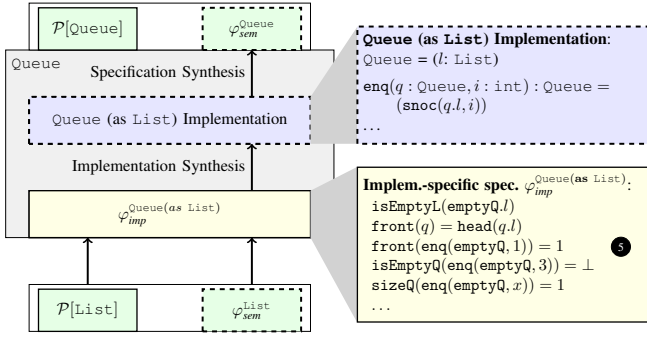 𝒫[Queue]
φ_sem^Queue
Queue
Specification Synthesis
Queue (as List) Implementation
Implementation Synthesis
φ_imp^Queue(as List)
𝒫[List]
φ_sem^List
Queue (as List) Implementation:
Queue = (l: List)
enq(q : Queue, i : int) : Queue =
(snoc(q.l, i))
...
Implem.-specific spec. φ_imp^Queue(as List):
isEmptyL(emptyQ.l)
front(q) = head(q.l)
front(enq(emptyQ, 1)) = 1
5
isEmptyQ(enq(emptyQ, 3)) = ⊥
sizeQ(enq(emptyQ, x)) = 1
...